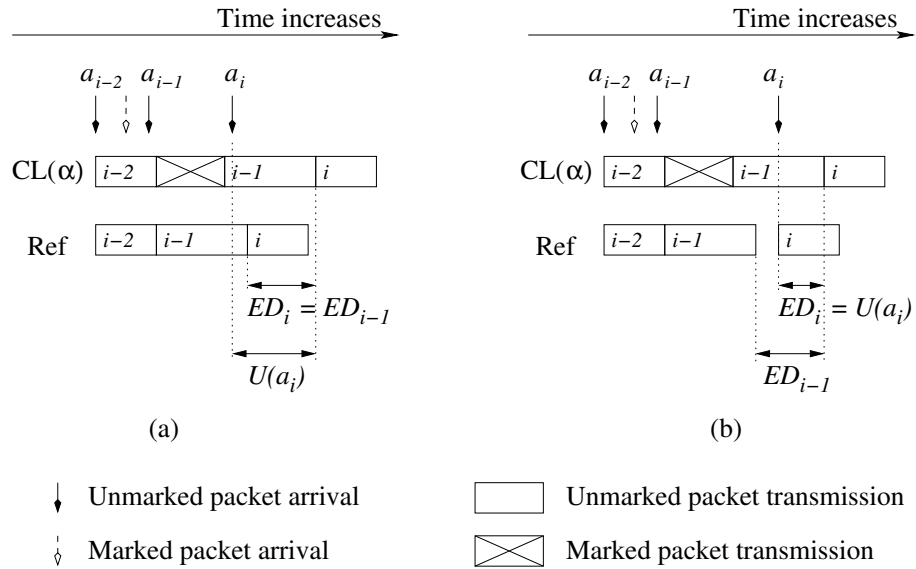 Time increases
Time increases
a_{i−2} a_{i−1} a_i
a_{i−2} a_{i−1} a_i
CL(α) i−2 i−1 i
CL(α) i−2 i−1 i
Ref i−2 i−1 i
Ref i−2 i−1 i
ED_i = ED_{i−1}
ED_i = U(a_i)
U(a_i)
ED_{i−1}
(a)
(b)
Unmarked packet arrival
Unmarked packet transmission
Marked packet arrival
Marked packet transmission